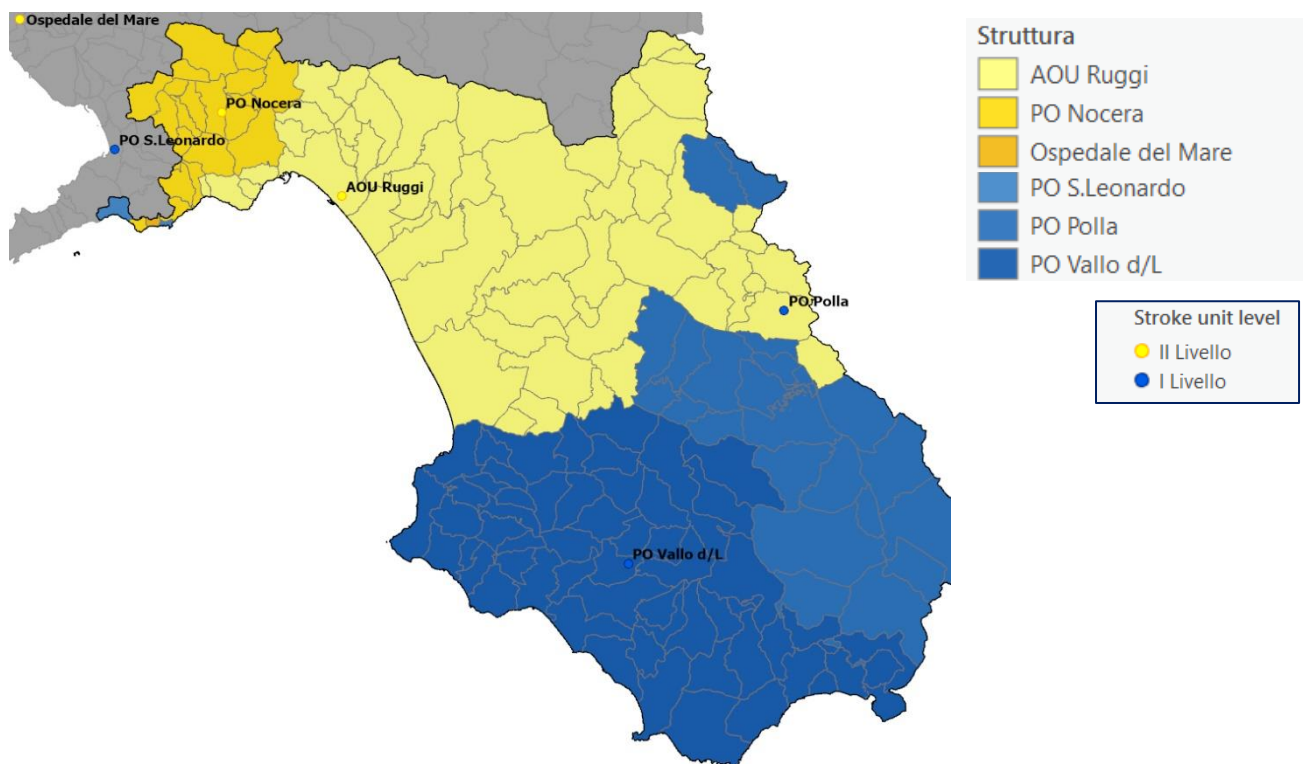 Ospedale del Mare
PO Nocera
PO S.Leonardo
AOU Ruggi
PO Polla
PO Vallo d/L
Struttura
AOU Ruggi
PO Nocera
Ospedale del Mare
PO S.Leonardo
PO Polla
PO Vallo d/L
Stroke unit level
II Livello
I Livello